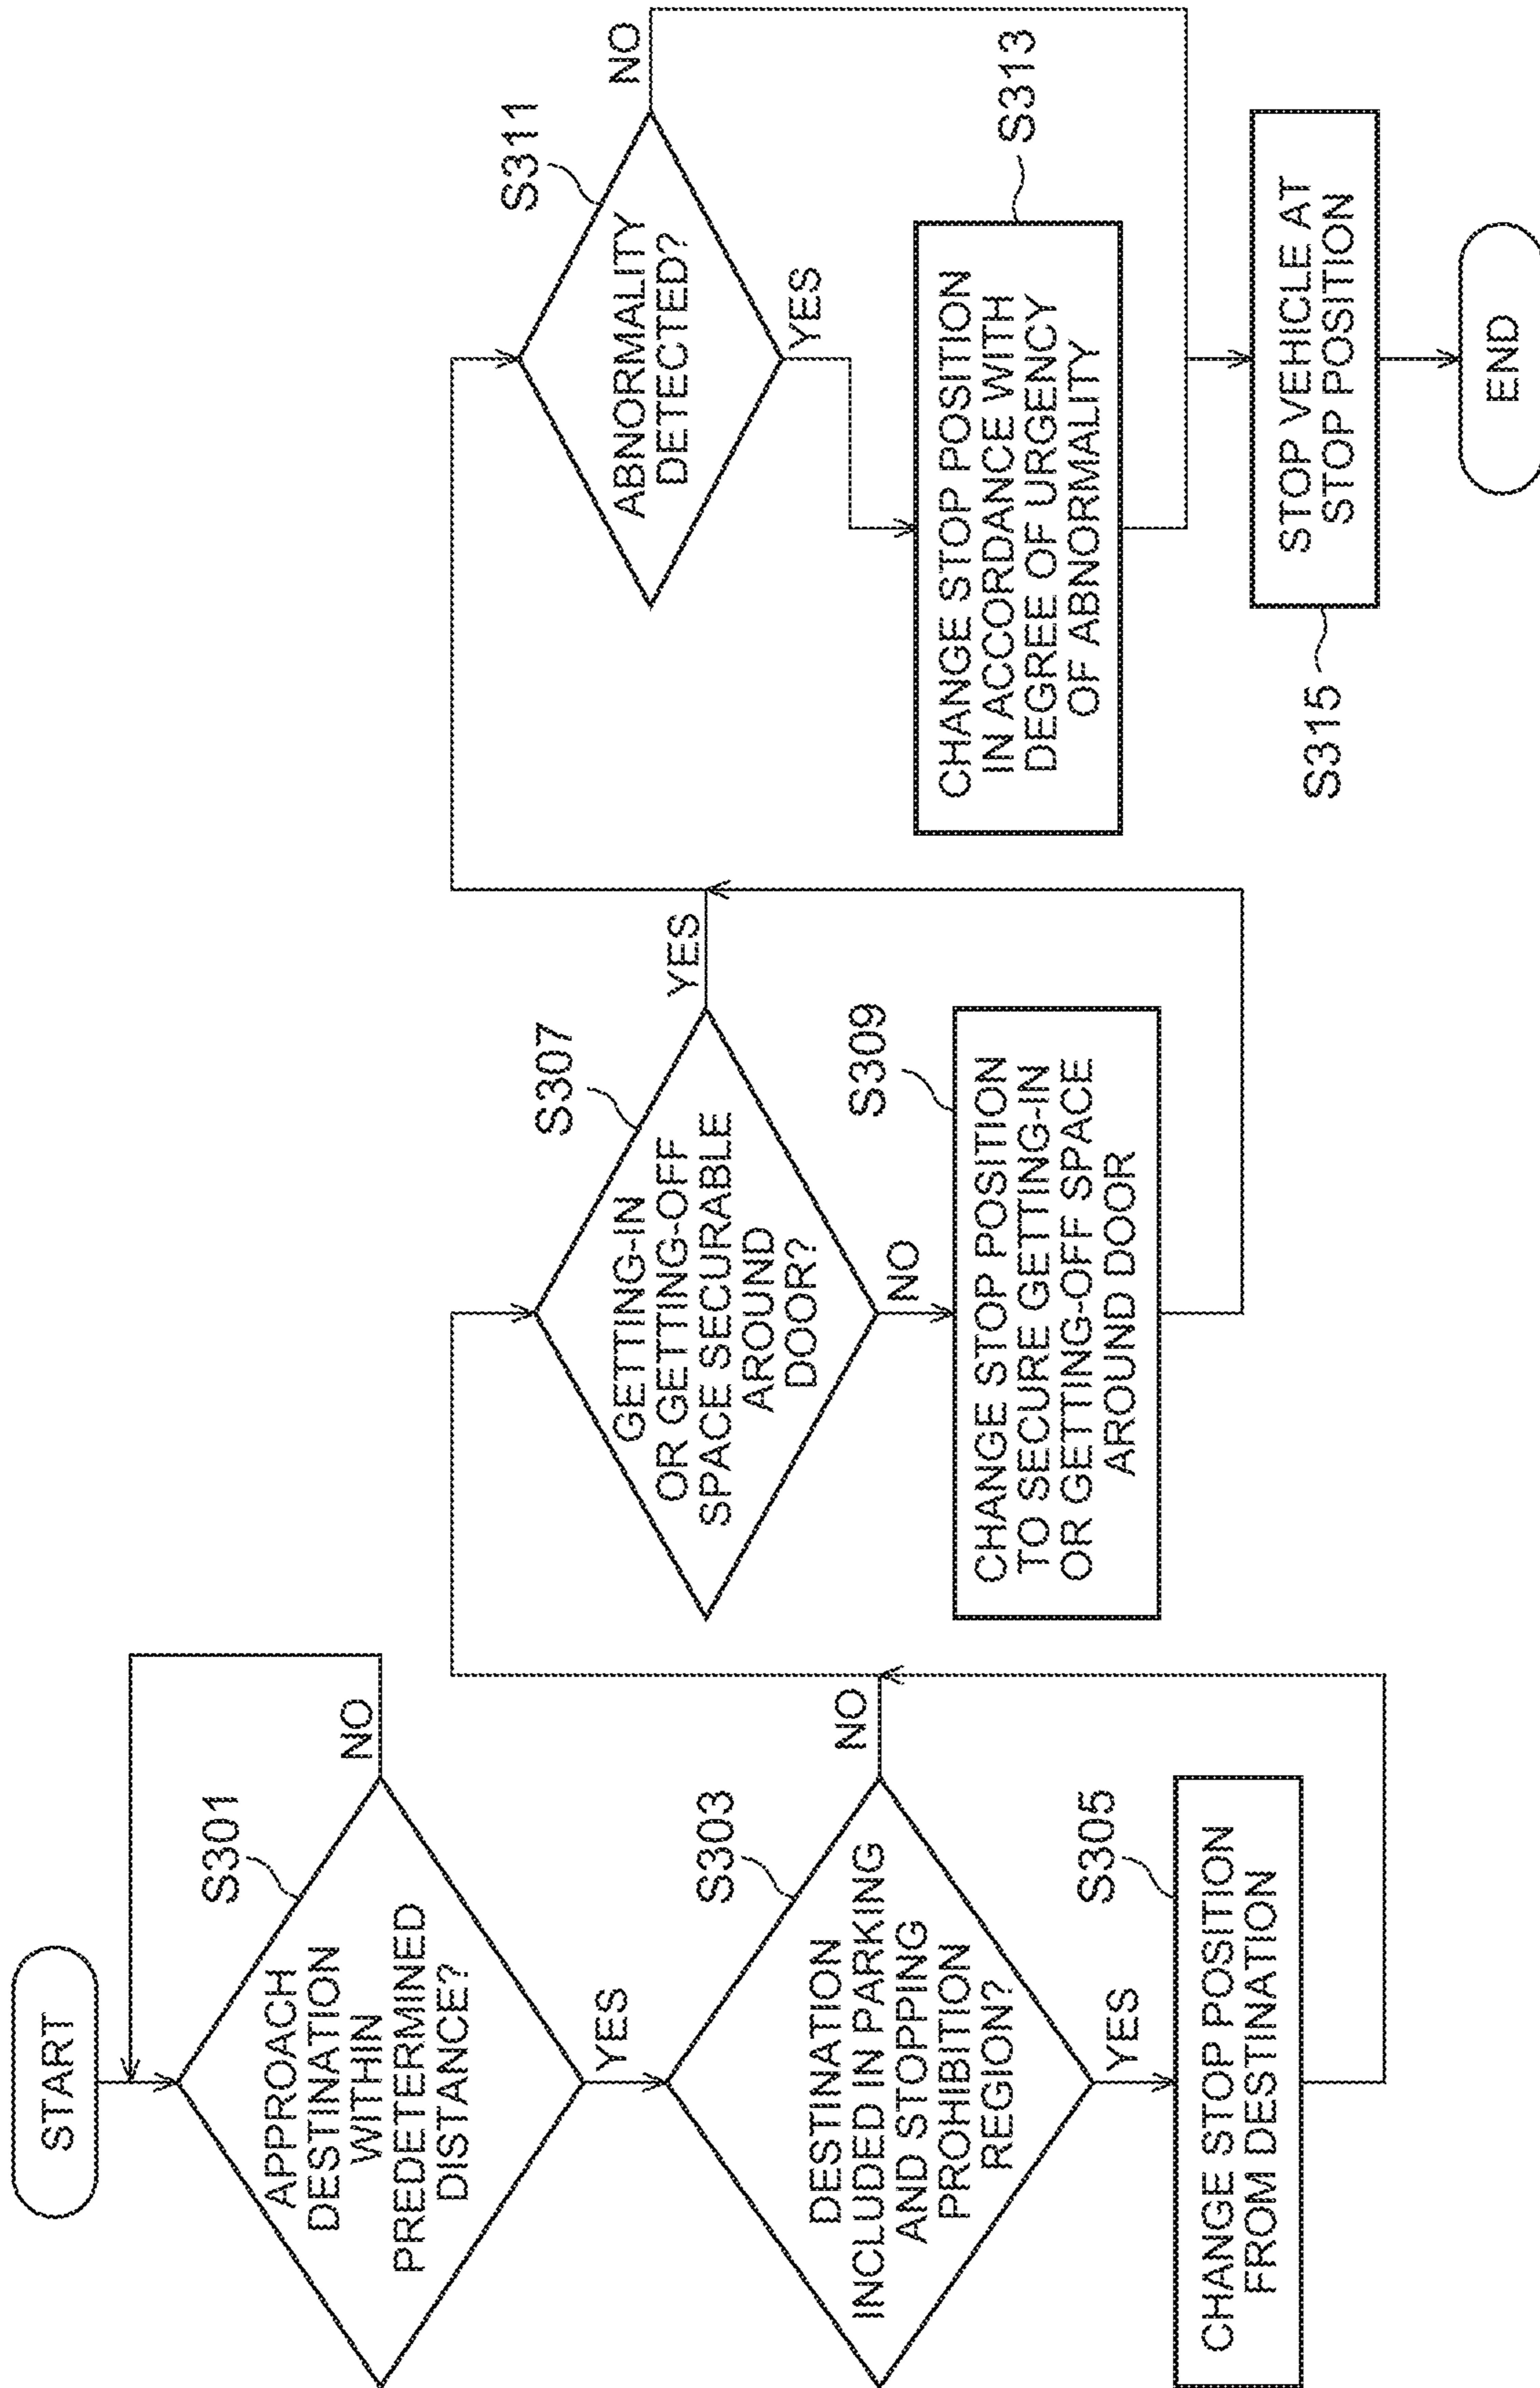 START
S301
APPROACH
DESTINATION
WITHIN
PREDETERMINED
DISTANCE?
NO
YES
S303
DESTINATION
INCLUDED IN PARKING
AND STOPPING
PROHIBITION
REGION?
NO
YES
S305
CHANGE STOP POSITION
FROM DESTINATION
S307
GETTING-IN
OR GETTING-OFF
SPACE SECURABLE
AROUND
DOOR?
YES
NO
S309
CHANGE STOP POSITION
TO SECURE GETTING-IN
OR GETTING-OFF SPACE
AROUND DOOR
S311
ABNORMALITY
DETECTED?
NO
YES
S313
CHANGE STOP POSITION
IN ACCORDANCE WITH
DEGREE OF URGENCY
OF ABNORMALITY
S315
STOP VEHICLE AT
STOP POSITION
END